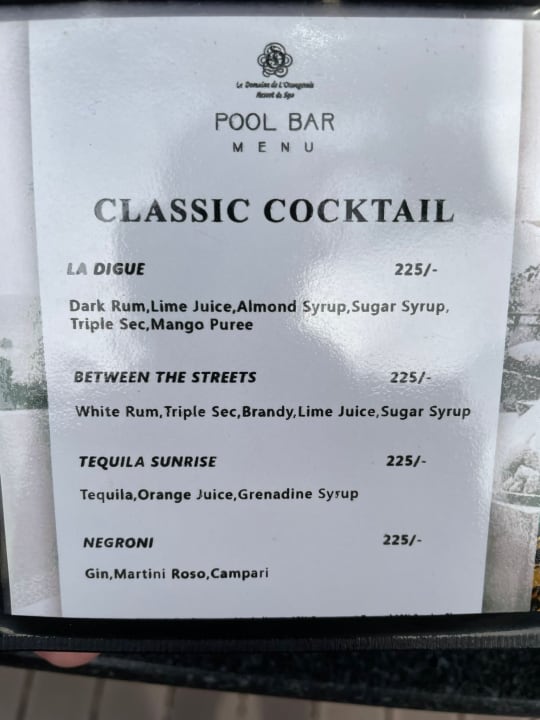 Le Domaine de L'Orangeraie
Resort & Spa
POOL BAR
MENU
CLASSIC COCKTAIL
LA DIGUE 225/-
Dark Rum,Lime Juice,Almond Syrup,Sugar Syrup,
Triple Sec,Mango Puree
BETWEEN THE STREETS 225/-
White Rum,Triple Sec,Brandy,Lime Juice,Sugar Syrup
TEQUILA SUNRISE 225/-
Tequila,Orange Juice,Grenadine Syrup
NEGRONI 225/-
Gin,Martini Roso,Campari